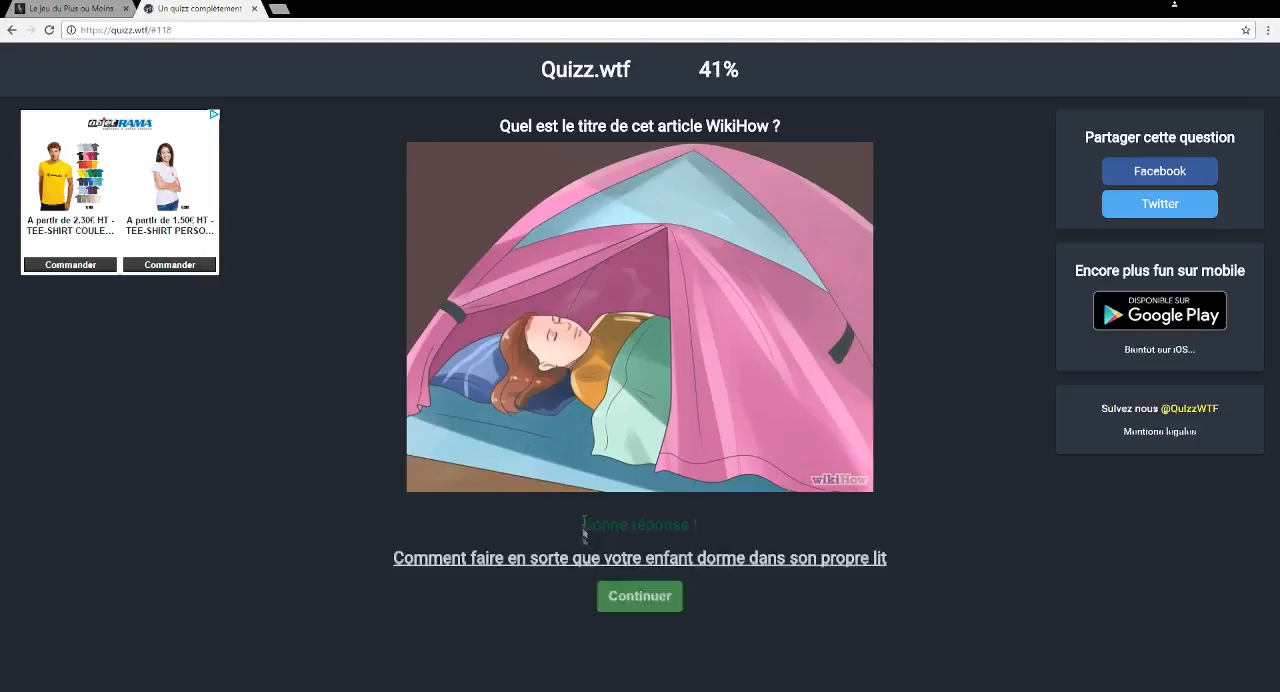 Le jeu du Plus ou Moins
Un quizz complètement
https://quizz.wtf/#118
Quizz.wtf
41%
RAMA
A partir de 2.30€ HT -
TEE-SHIRT COULE...
Commander
A partir de 1.50€ HT -
TEE-SHIRT PERSO...
Commander
Quel est le titre de cet article WikiHow ?
wikiHow
Bonne réponse !
Comment faire en sorte que votre enfant dorme dans son propre lit
Continuer
Partager cette question
Facebook
Twitter
Encore plus fun sur mobile
DISPONIBLE SUR
Google Play
Bientôt sur iOS...
Suivez nous @QuizzWTF
Mentions légales